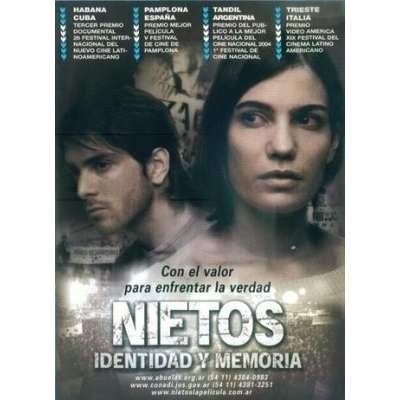 HABANA
CUBA
TERCER PREMIO
DOCUMENTAL
26 FESTIVAL INTER-
NACIONAL DEL
NUEVO CINE LATI-
NOAMERICANO
PAMPLONA
ESPAÑA
PREMIO MEJOR
PELÍCULA
V FESTIVAL
DE CINE DE
PAMPLONA
TANDIL
ARGENTINA
PREMIO DEL PUB-
LICO A LA MEJOR
PELÍCULA DEL
CINE NACIONAL 2004
1° FESTIVAL DE
CINE NACIONAL
TRIESTE
ITALIA
PREMIO
VIDEO AMERICA
XIX FESTIVAL DEL
CINEMA LATINO
AMERICANO
Con el valor
para enfrentar la verdad
NIETOS
IDENTIDAD Y MEMORIA
www.abuelas.org.ar (54 11) 4384-0983
www.conadi.jus.gov.ar (54 11) 4381-3251
www.nietoslapelicula.com.ar